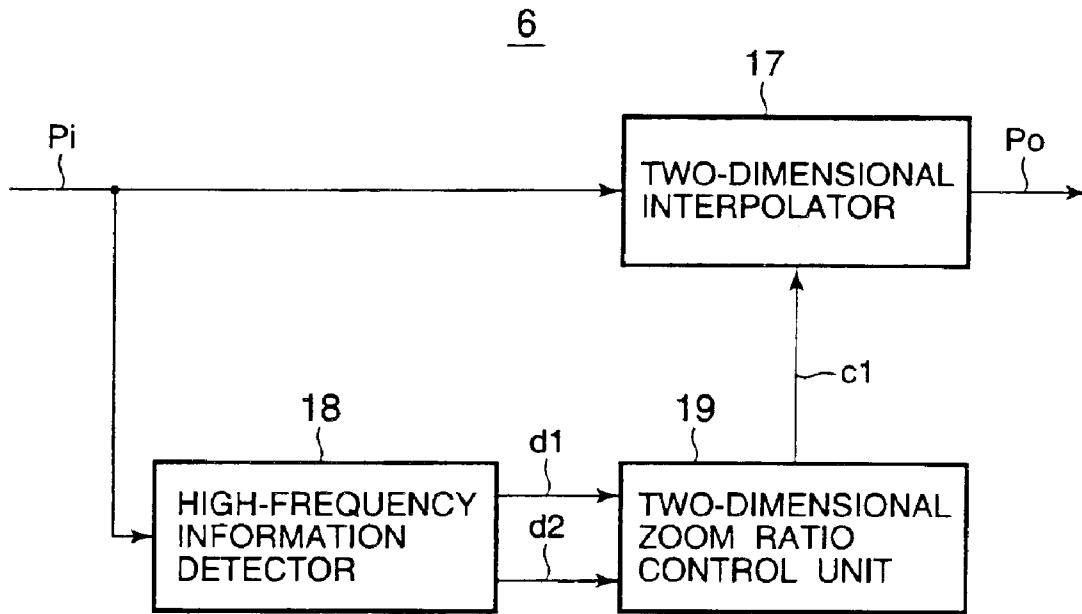 6
17
Pi
TWO-DIMENSIONAL
INTERPOLATOR
Po
c1
18
19
d1
HIGH-FREQUENCY
INFORMATION
DETECTOR
d2
TWO-DIMENSIONAL
ZOOM RATIO
CONTROL UNIT